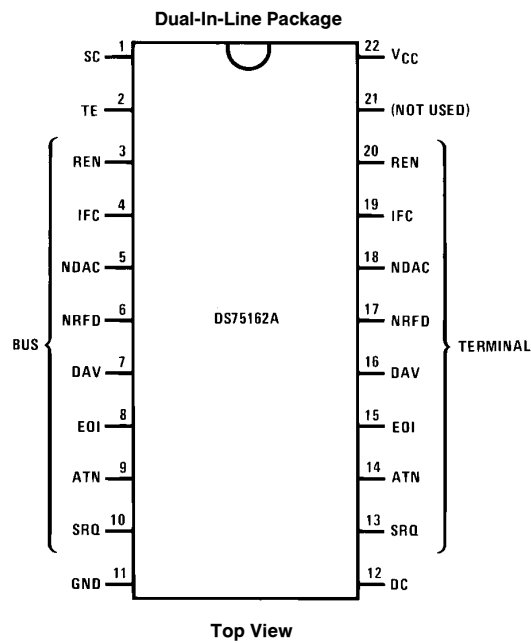 Dual-In-Line Package
SC 1 22 VCC
TE 2 21 (NOT USED)
REN 3 20 REN
IFC 4 19 IFC
NDAC 5 18 NDAC
NRFD 6 17 NRFD
DS75162A
BUS TERMINAL
DAV 7 16 DAV
EOI 8 15 EOI
ATN 9 14 ATN
SRQ 10 13 SRQ
GND 11 12 DC
Top View